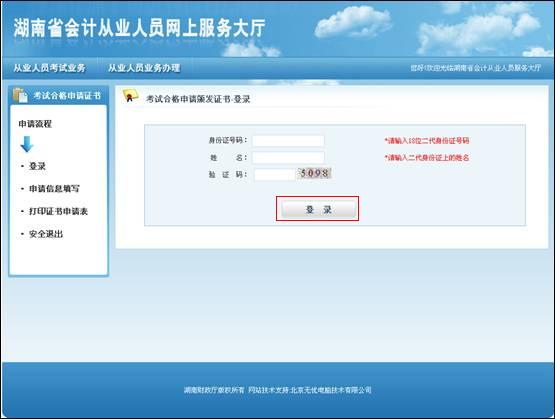 湖南省会计从业人员网上服务大厅
从业人员考试业务 从业人员业务办理 您好!欢迎光临湖南省会计从业人员服务大厅
考试合格申请证书
考试合格申请颁发证书-登录
申请流程
登录
申请信息填写
打印证书申请表
安全退出
身份证号码: *请输入18位二代身份证号码
姓 名: *请输入二代身份证上的姓名
验 证 码: 5098
登 录
湖南财政厅版权所有 网站技术支持:北京无忧电脑技术有限公司